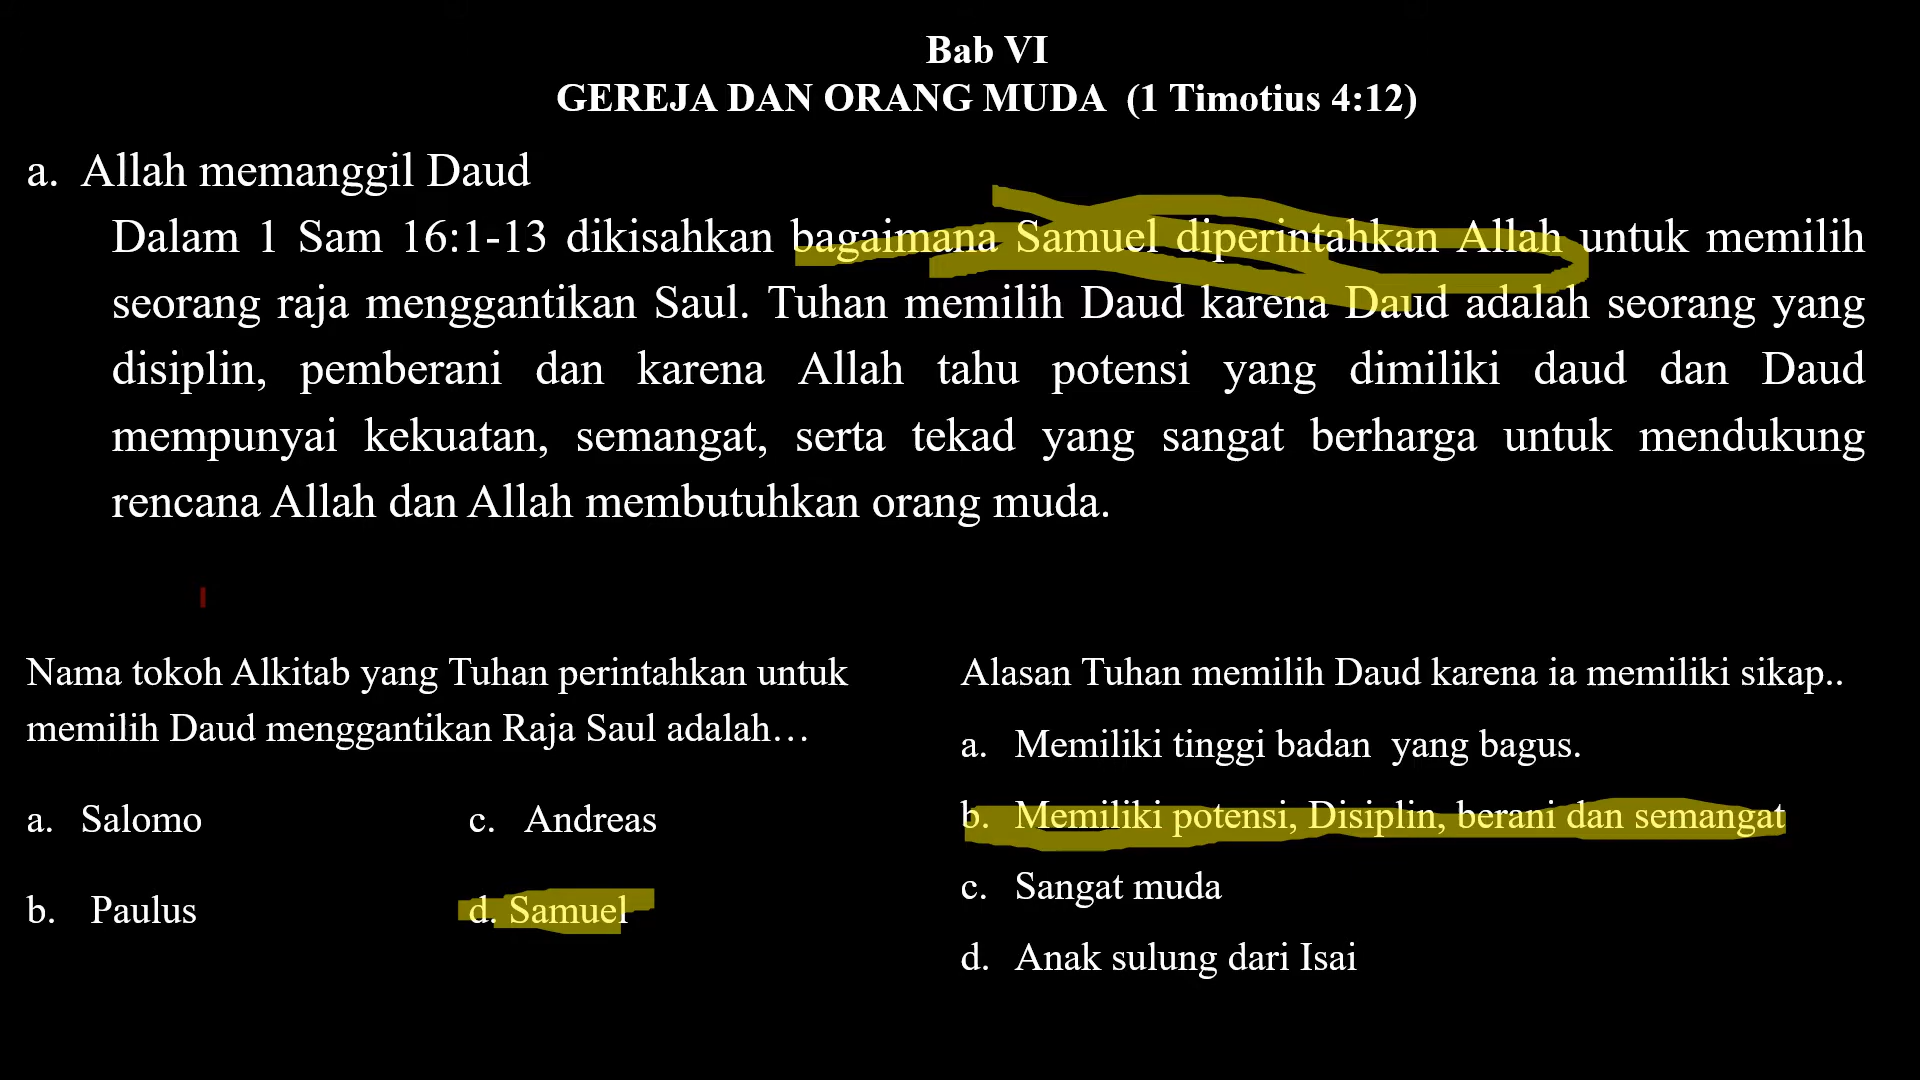 Bab VI
GEREJA DAN ORANG MUDA (1 Timotius 4:12)
a. Allah memanggil Daud
Dalam 1 Sam 16:1-13 dikisahkan bagaimana Samuel diperintahkan Allah untuk memilih
seorang raja menggantikan Saul. Tuhan memilih Daud karena Daud adalah seorang yang
disiplin, pemberani dan karena Allah tahu potensi yang dimiliki daud dan Daud
mempunyai kekuatan, semangat, serta tekad yang sangat berharga untuk mendukung
rencana Allah dan Allah membutuhkan orang muda.
Nama tokoh Alkitab yang Tuhan perintahkan untuk
memilih Daud menggantikan Raja Saul adalah…
a. Salomo
b. Paulus
c. Andreas
d. Samuel
Alasan Tuhan memilih Daud karena ia memiliki sikap..
a. Memiliki tinggi badan yang bagus.
b. Memiliki potensi, Disiplin, berani dan semangat
c. Sangat muda
d. Anak sulung dari Isai